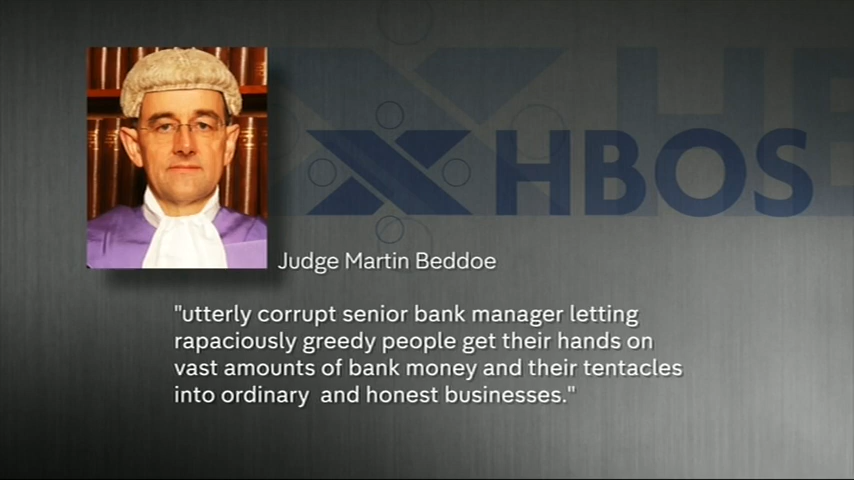 HBOS
Judge Martin Beddoe
"utterly corrupt senior bank manager letting
rapaciously greedy people get their hands on
vast amounts of bank money and their tentacles
into ordinary  and honest businesses."